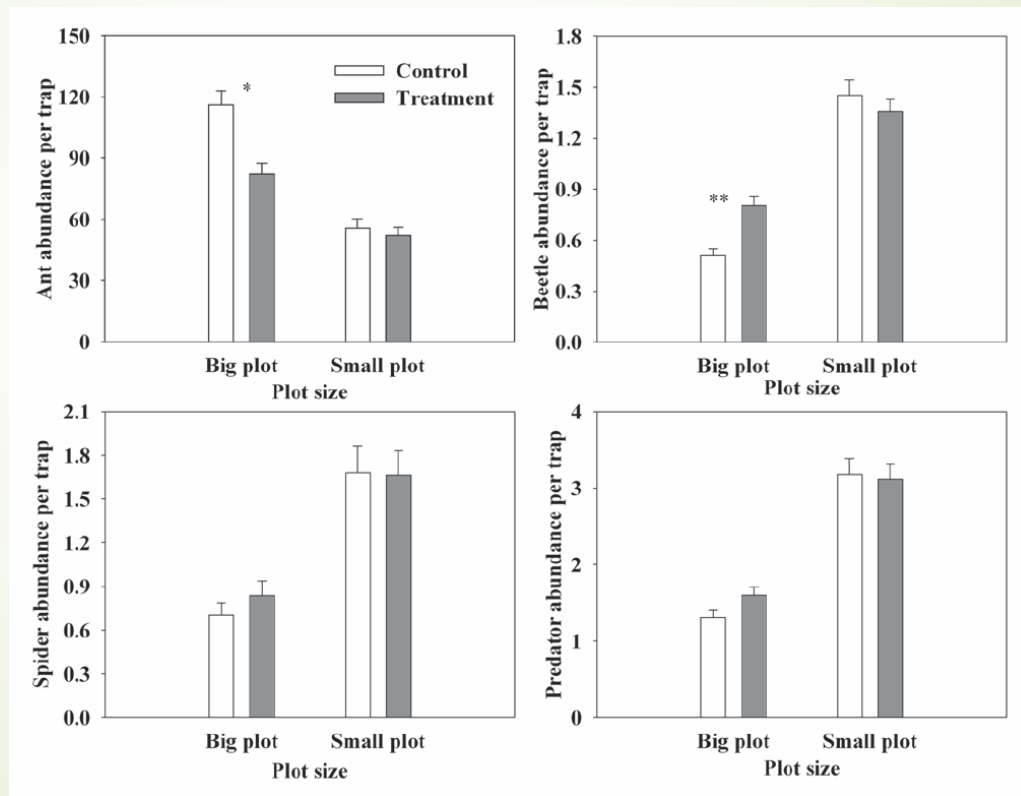 Ant abundance per trap
150
120
90
60
30
0
Control
Treatment
*
Big plot
Small plot
Plot size
Beetle abundance per trap
1.8
1.5
1.2
0.9
0.6
0.3
0.0
**
Big plot
Small plot
Plot size
Spider abundance per trap
2.1
1.8
1.5
1.2
0.9
0.6
0.3
0.0
Big plot
Small plot
Plot size
Predator abundance per trap
4
3
2
1
0
Big plot
Small plot
Plot size